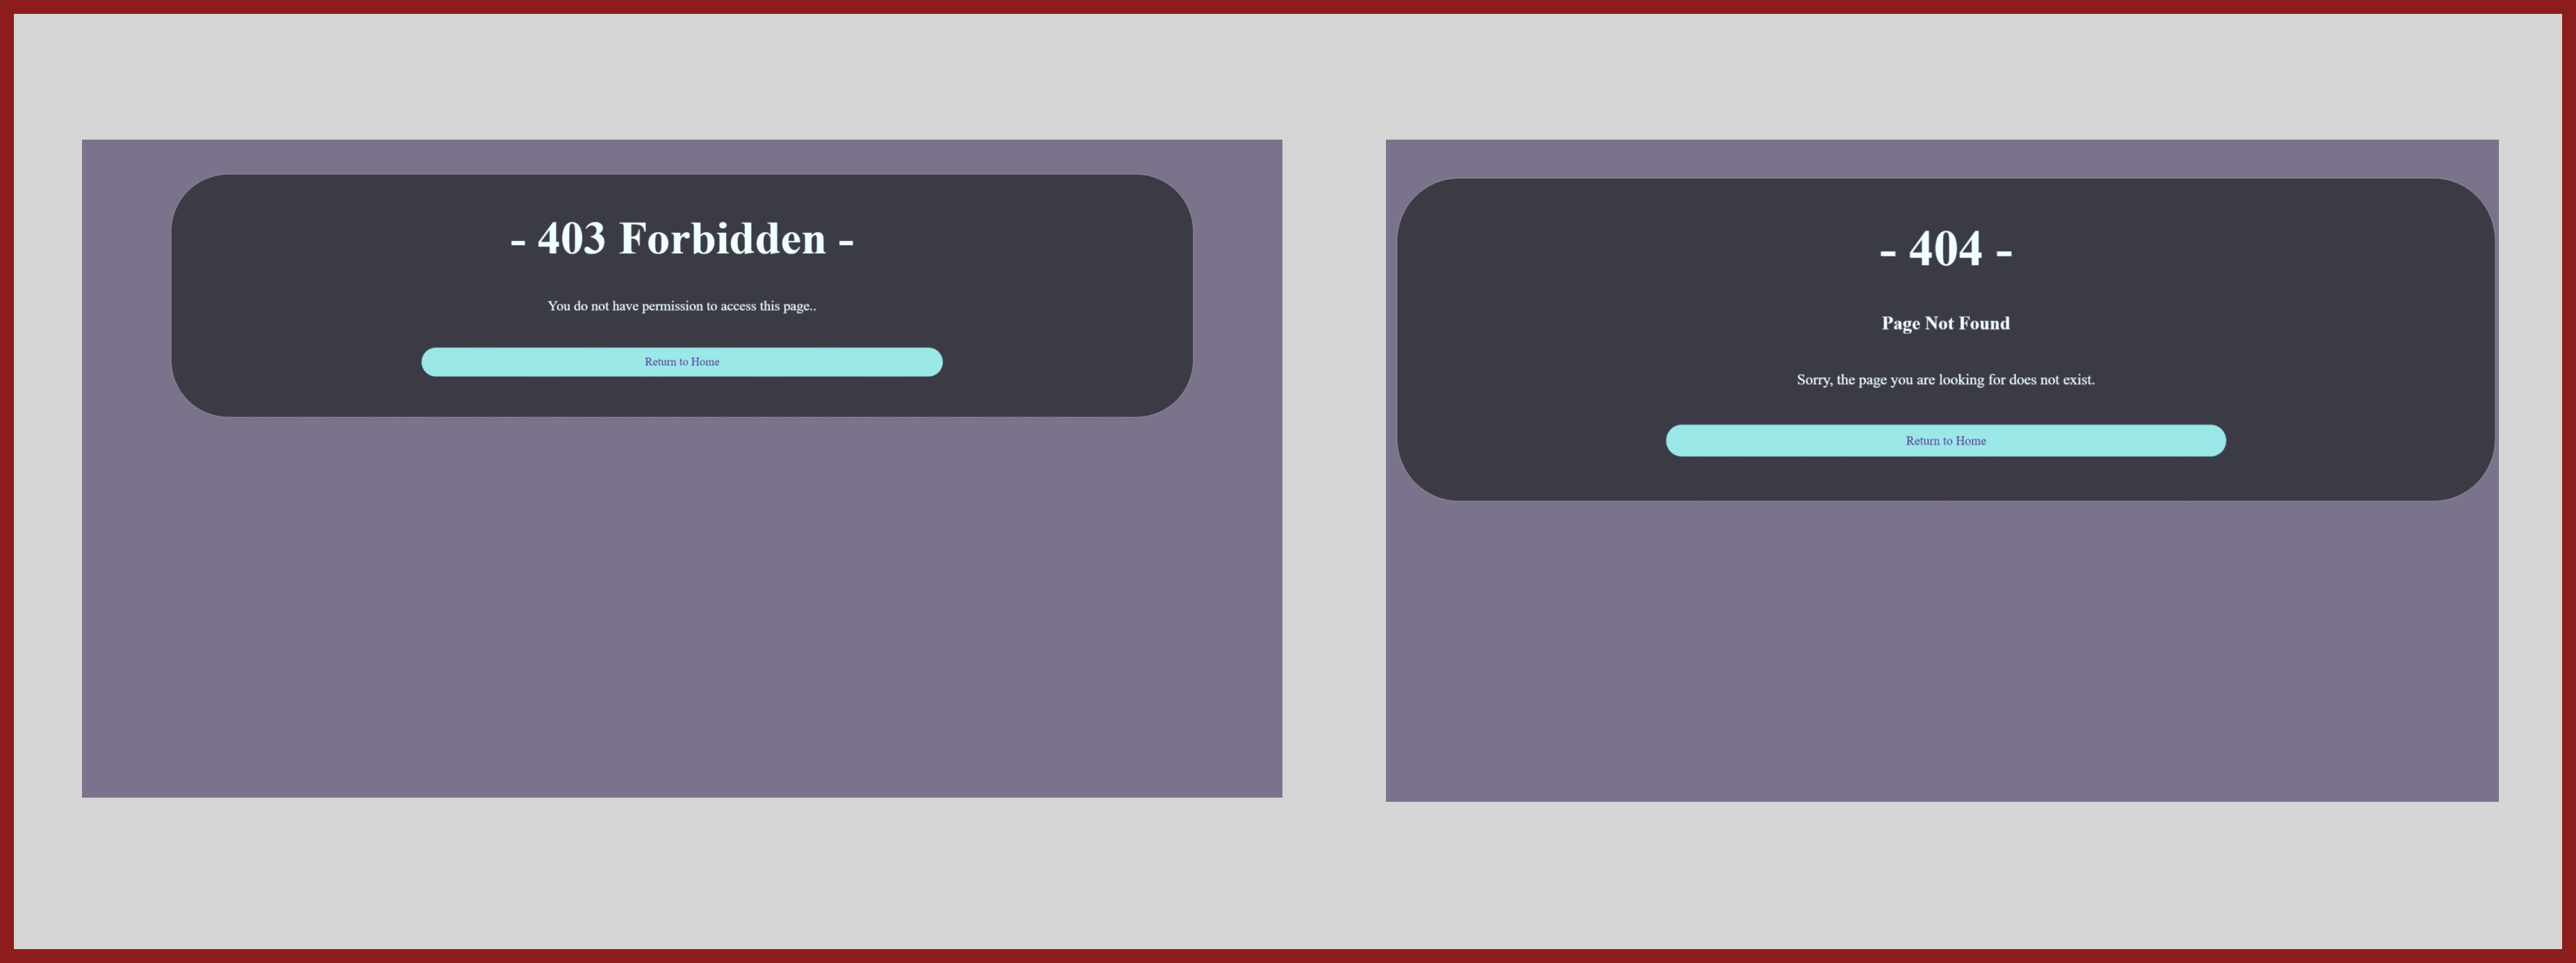 - 403 Forbidden -
You do not have permission to access this page..
Return to Home
- 404 -
Page Not Found
Sorry, the page you are looking for does not exist.
Return to Home